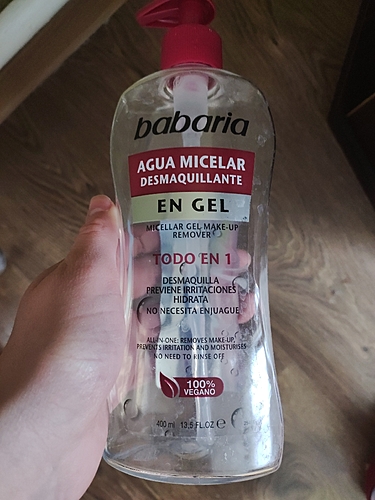 babaria
AGUA MICELAR
DESMAQUILLANTE
EN GEL
MICELLAR GEL MAKE-UP
REMOVER
TODO EN 1
DESMAQUILLA
PREVIENE IRRITACIONES
HIDRATA
NO NECESITA ENJUAGUE
ALL-IN-ONE: REMOVES MAKE-UP,
PREVENTS IRRITATION AND MOISTURISES
NO NEED TO RINSE OFF
100%
VEGANO
400 ml 13,5 FL.OZ ℮